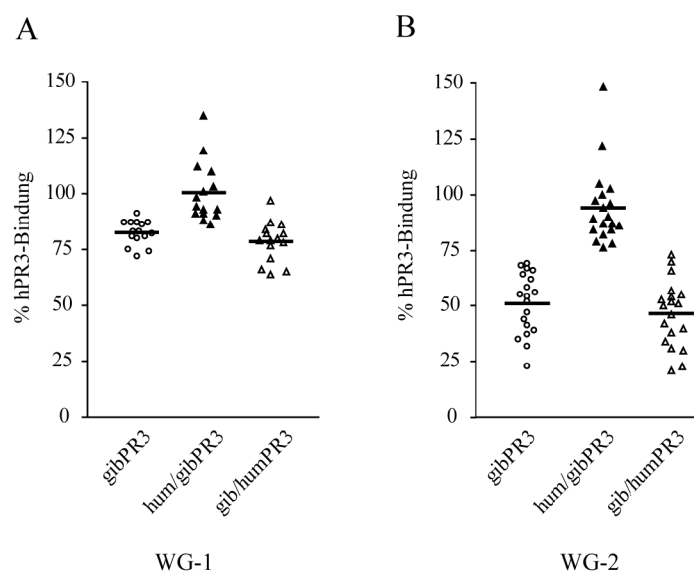 A
% hPR3-Bindung
150
100
75
50
25
0
gibPR3
hum/gibPR3
gib/humPR3
WG-1
B
% hPR3-Bindung
150
125
100
75
50
25
0
gibPR3
hum/gibPR3
gib/humPR3
WG-2